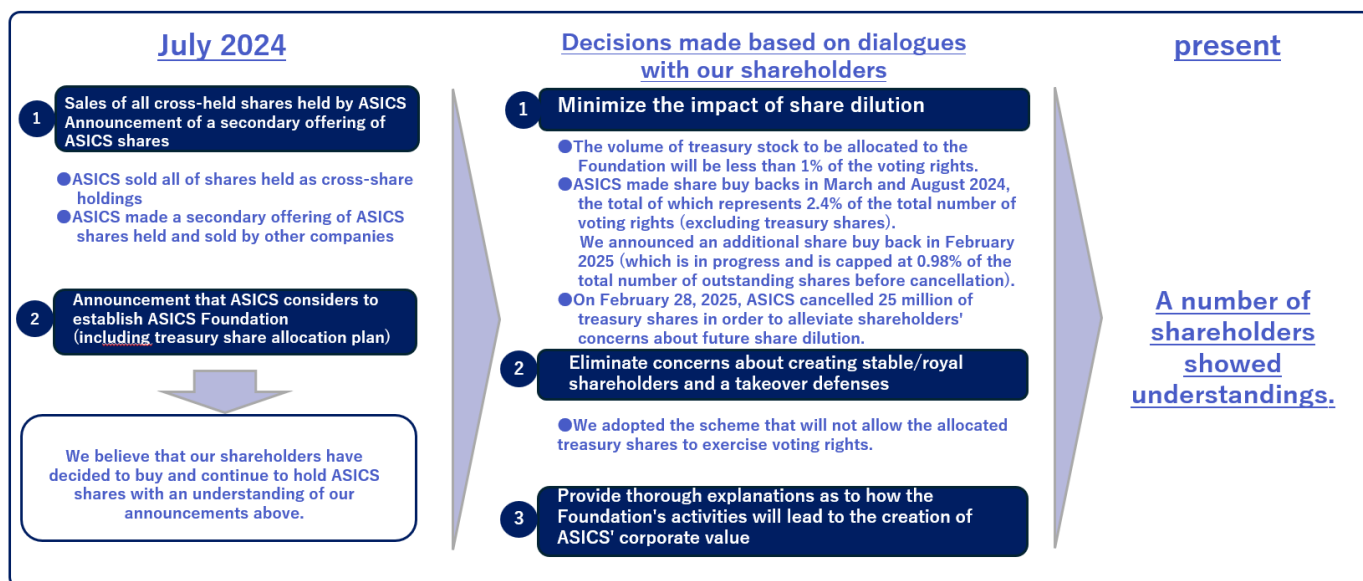 July 2024
1
Sales of all cross-held shares held by ASICS
Announcement of a secondary offering of
ASICS shares
●ASICS sold all of shares held as cross-share
holdings
●ASICS made a secondary offering of ASICS
shares held and sold by other companies
2
Announcement that ASICS considers to
establish ASICS Foundation
(including treasury share allocation plan)
We believe that our shareholders have
decided to buy and continue to hold ASICS
shares with an understanding of our
announcements above.
Decisions made based on dialogues
with our shareholders
1
Minimize the impact of share dilution
●The volume of treasury stock to be allocated to the
Foundation will be less than 1% of the voting rights.
●ASICS made share buy backs in March and August 2024,
the total of which represents 2.4% of the total number of
voting rights (excluding treasury shares).
We announced an additional share buy back in February
2025 (which is in progress and is capped at 0.98% of the
total number of outstanding shares before cancellation).
●On February 28, 2025, ASICS cancelled 25 million of
treasury shares in order to alleviate shareholders'
concerns about future share dilution.
2
Eliminate concerns about creating stable/royal
shareholders and a takeover defenses
●We adopted the scheme that will not allow the allocated
treasury shares to exercise voting rights.
3
Provide thorough explanations as to how the
Foundation's activities will lead to the creation of
ASICS' corporate value
present
A number of
shareholders
showed
understandings.